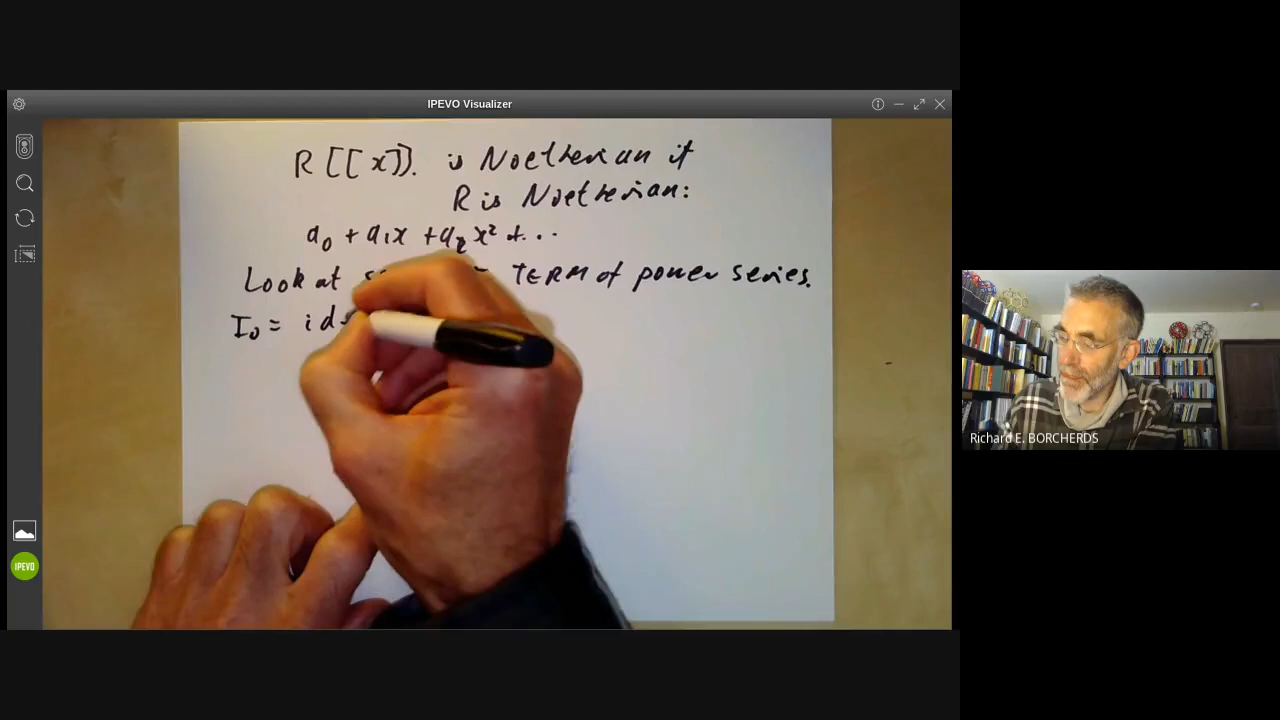 IPEVO Visualizer
R[[x]]. is Noetherian if
R is Noetherian:
a₀ + a₁x + a₂x² + ...
Look at TERM of power series.
I₀ =
IPEVO
Richard E. BORCHERDS